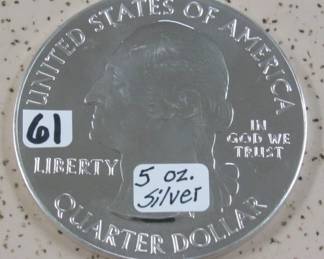 UNITED STATES OF AMERICA
61
IN
GOD WE
TRUST
LIBERTY
5 oz.
Silver
QUARTER DOLLAR